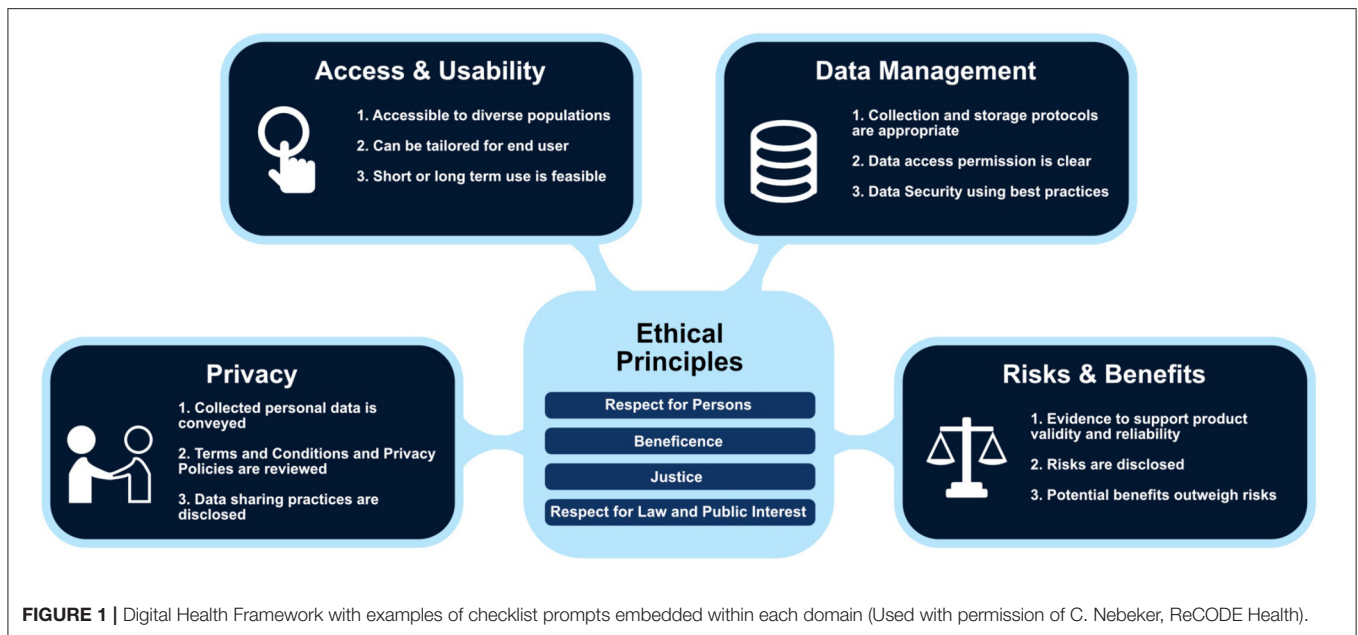 Access & Usability
1. Accessible to diverse populations
2. Can be tailored for end user
3. Short or long term use is feasible
Data Management
1. Collection and storage protocols
are appropriate
2. Data access permission is clear
3. Data Security using best practices
Privacy
1. Collected personal data is
conveyed
2. Terms and Conditions and Privacy
Policies are reviewed
3. Data sharing practices are
disclosed
Ethical
Principles
Respect for Persons
Beneficence
Justice
Respect for Law and Public Interest
Risks & Benefits
1. Evidence to support product
validity and reliability
2. Risks are disclosed
3. Potential benefits outweigh risks
FIGURE 1 | Digital Health Framework with examples of checklist prompts embedded within each domain (Used with permission of C. Nebeker, ReCODE Health).